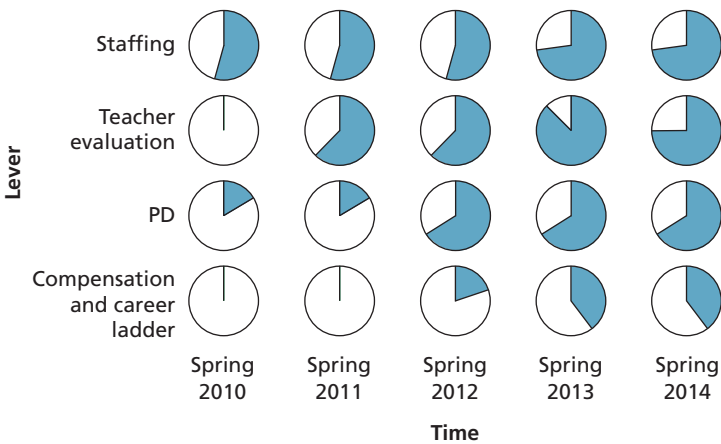 Lever
Staffing
Teacher
evaluation
PD
Compensation
and career
ladder
Spring
2010
Spring
2011
Spring
2012
Spring
2013
Spring
2014
Time